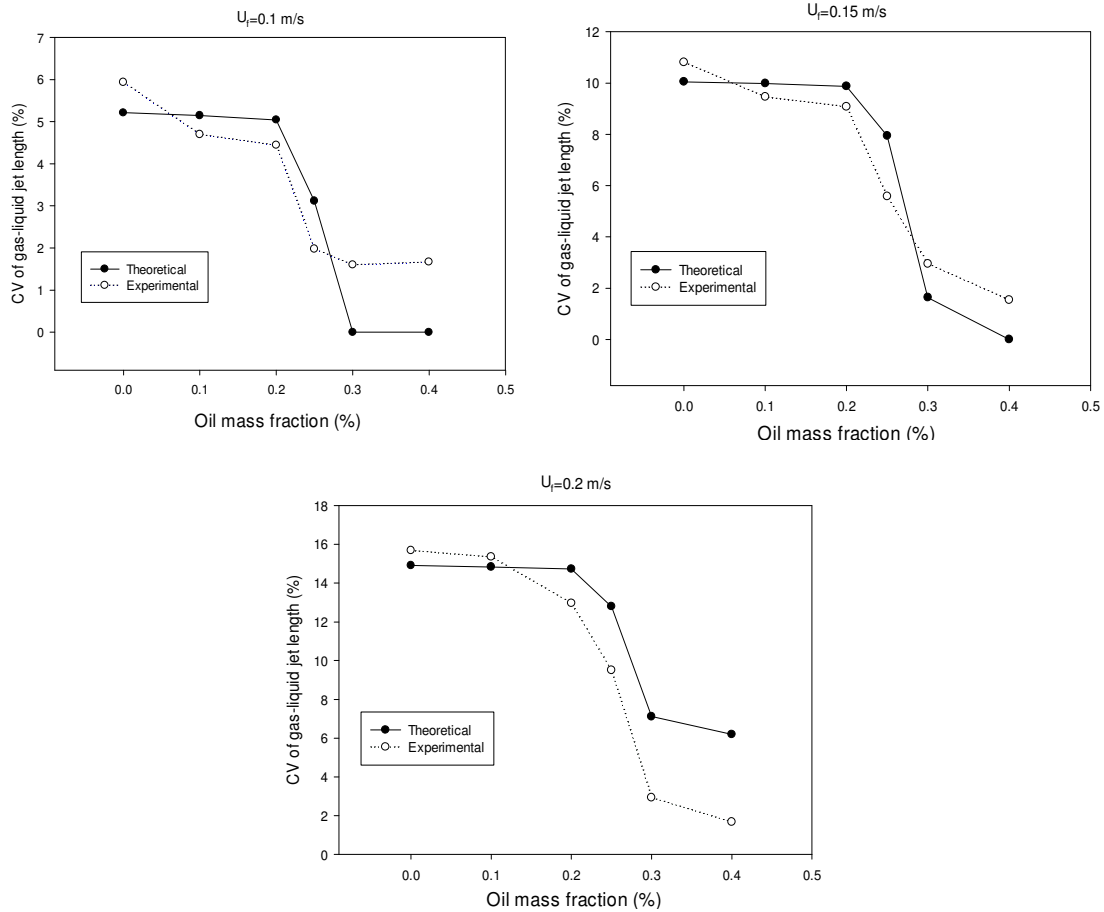 U_f=0.1 m/s
CV of gas-liquid jet length (%)
7
6
5
4
3
2
1
0
Theoretical
Experimental
0.0 0.1 0.2 0.3 0.4 0.5
Oil mass fraction (%)
U_f=0.15 m/s
CV of gas-liquid jet length (%)
12
10
8
6
4
2
0
Theoretical
Experimental
0.0 0.1 0.2 0.3 0.4 0.5
Oil mass fraction (%)
U_f=0.2 m/s
CV of gas-liquid jet length (%)
18
16
14
12
10
8
6
4
2
0
Theoretical
Experimental
0.0 0.1 0.2 0.3 0.4 0.5
Oil mass fraction (%)